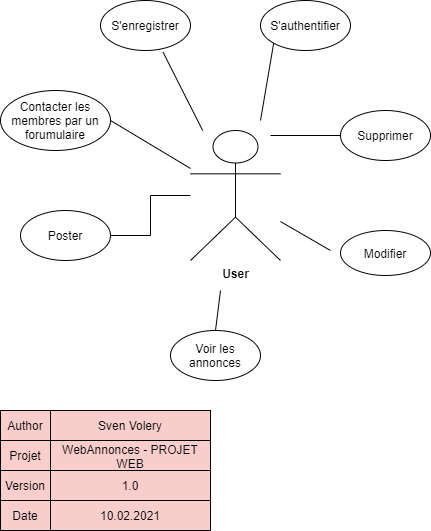 S'enregistrer
S'authentifier
Contacter les
membres par un
forumulaire
Supprimer
Poster
Modifier
User
Voir les
annonces
Author Sven Volery
Projet WebAnnonces - PROJET
WEB
Version 1.0
Date 10.02.2021